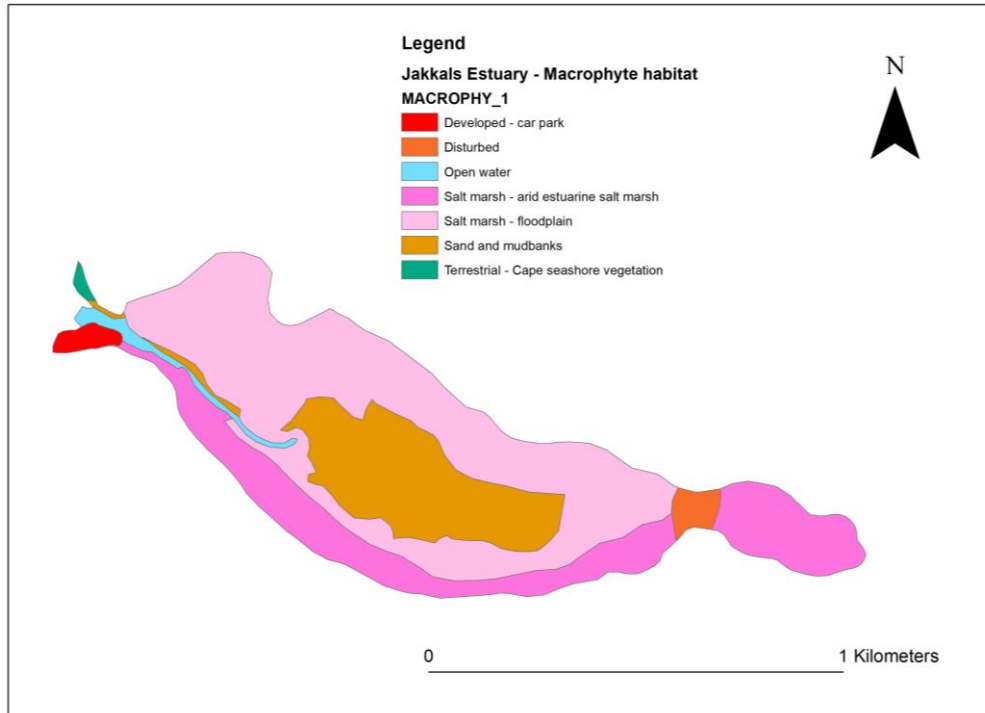 Legend
Jakkals Estuary - Macrophyte habitat
MACROPHY_1
Developed - car park
Disturbed
Open water
Salt marsh - arid estuarine salt marsh
Salt marsh - floodplain
Sand and mudbanks
Terrestrial - Cape seashore vegetation
N
0
1 Kilometers